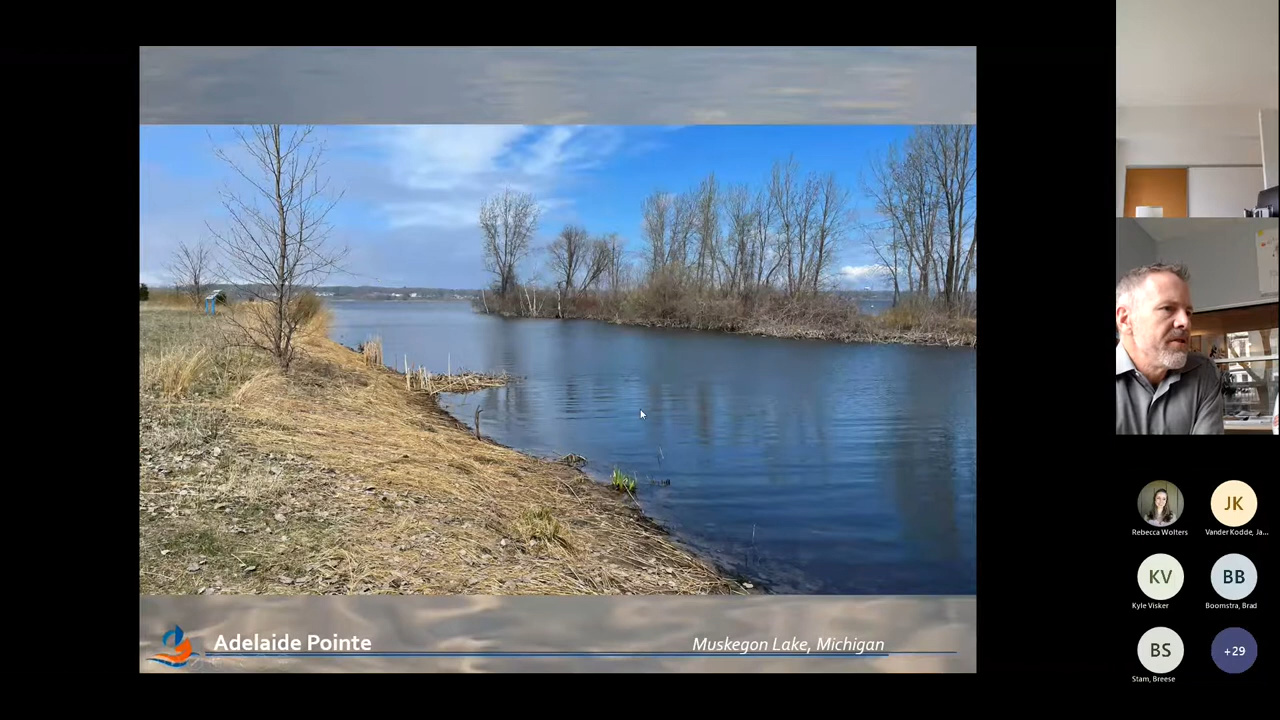 Adelaide Pointe
Muskegon Lake, Michigan
JK
Rebecca Wolters
Vander Kodde, Ja...
KV
BB
Kyle Visker
Boomstra, Brad
BS
+29
Stam, Breese